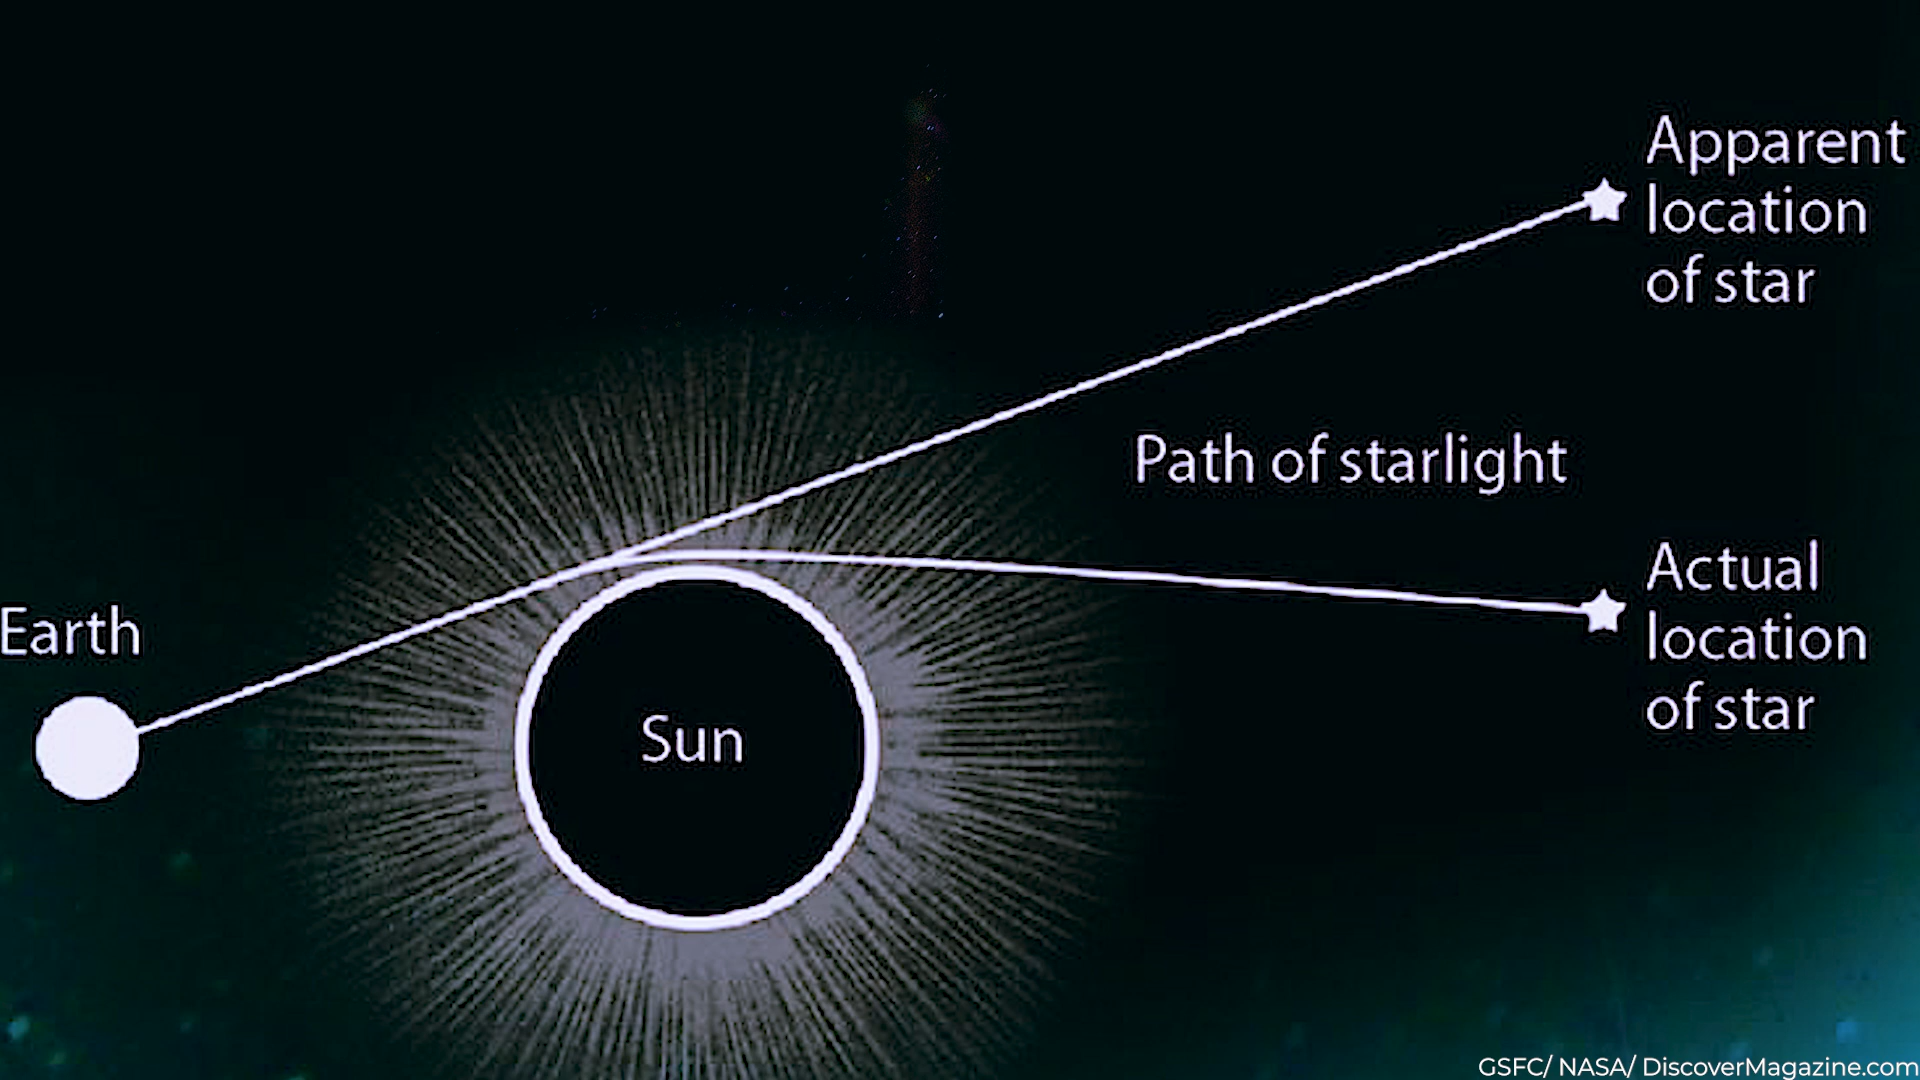 Apparent
location
of star
Path of starlight
Actual
location
of star
Earth
Sun
GSFC/ NASA/ DiscoverMagazine.com